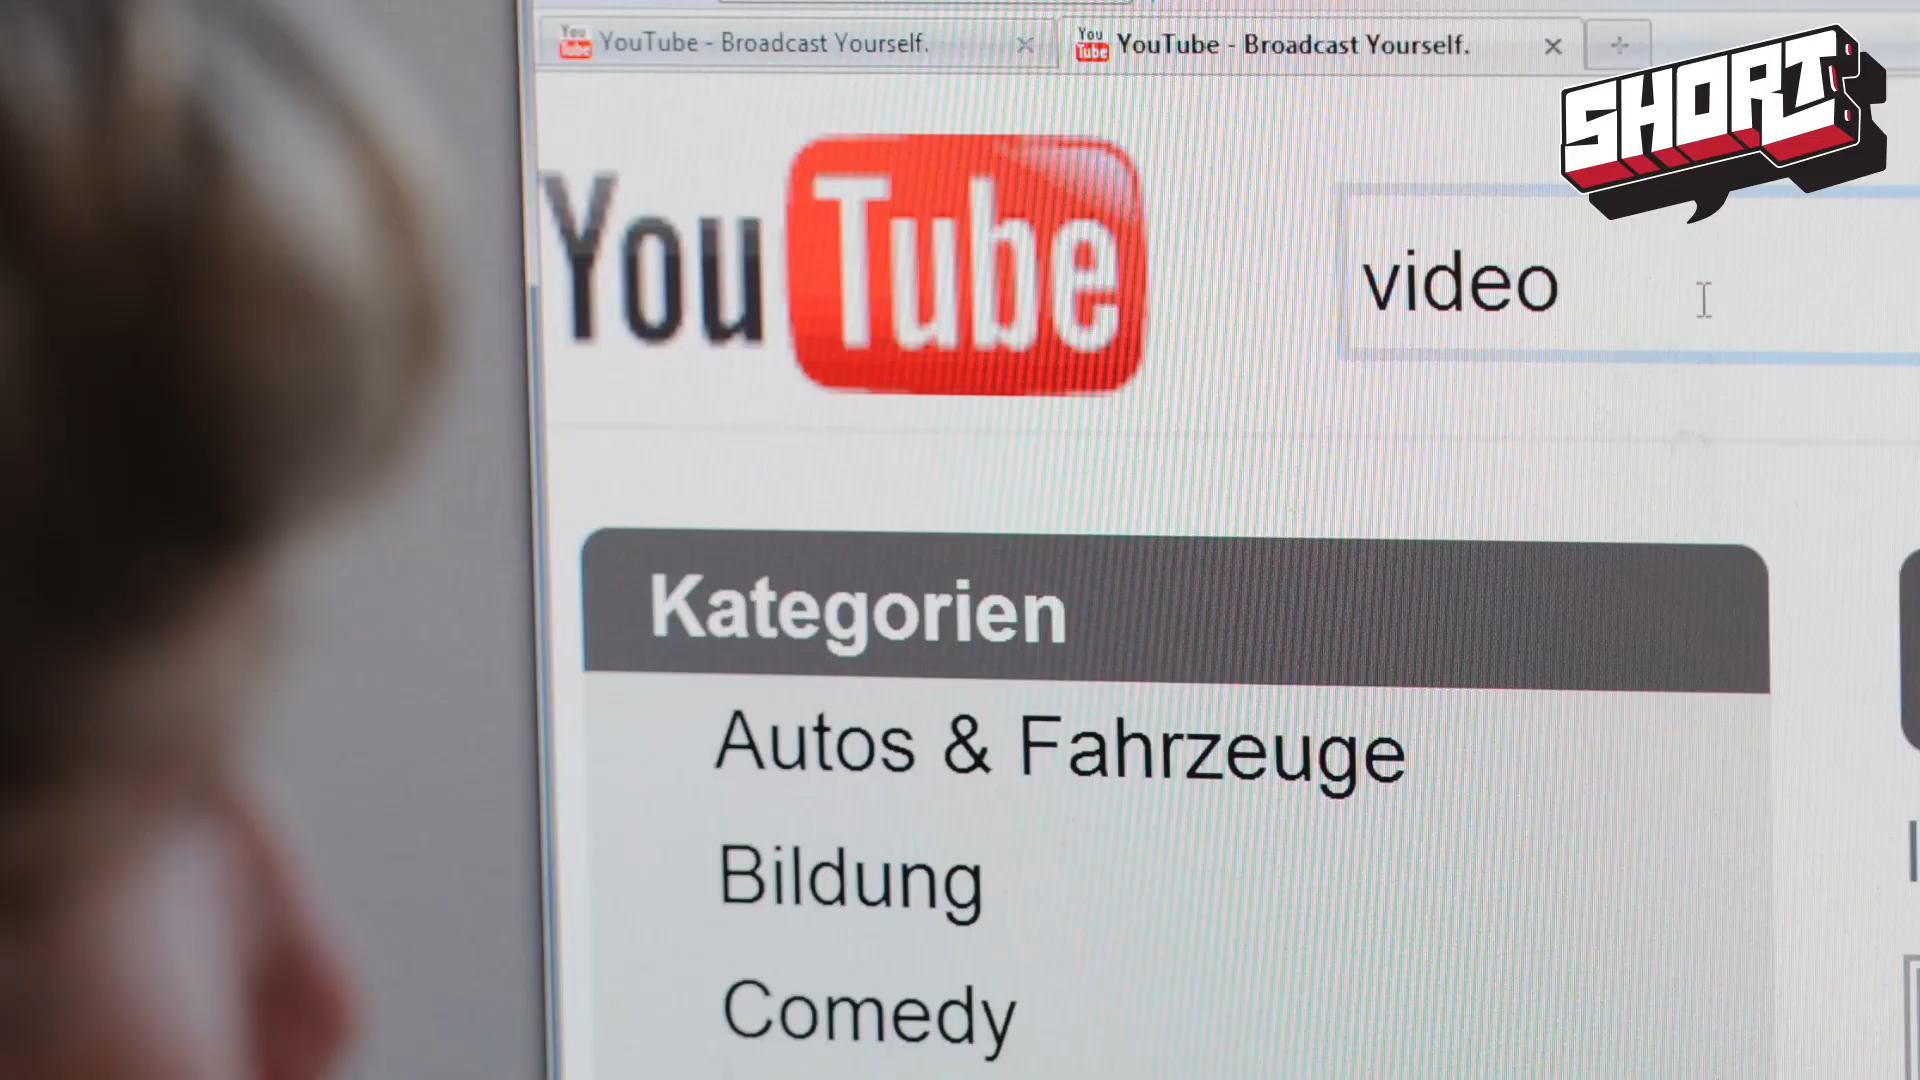 YouTube - Broadcast Yourself.
YouTube - Broadcast Yourself.
SHORT
YouTube
video
Kategorien
Autos & Fahrzeuge
Bildung
Comedy